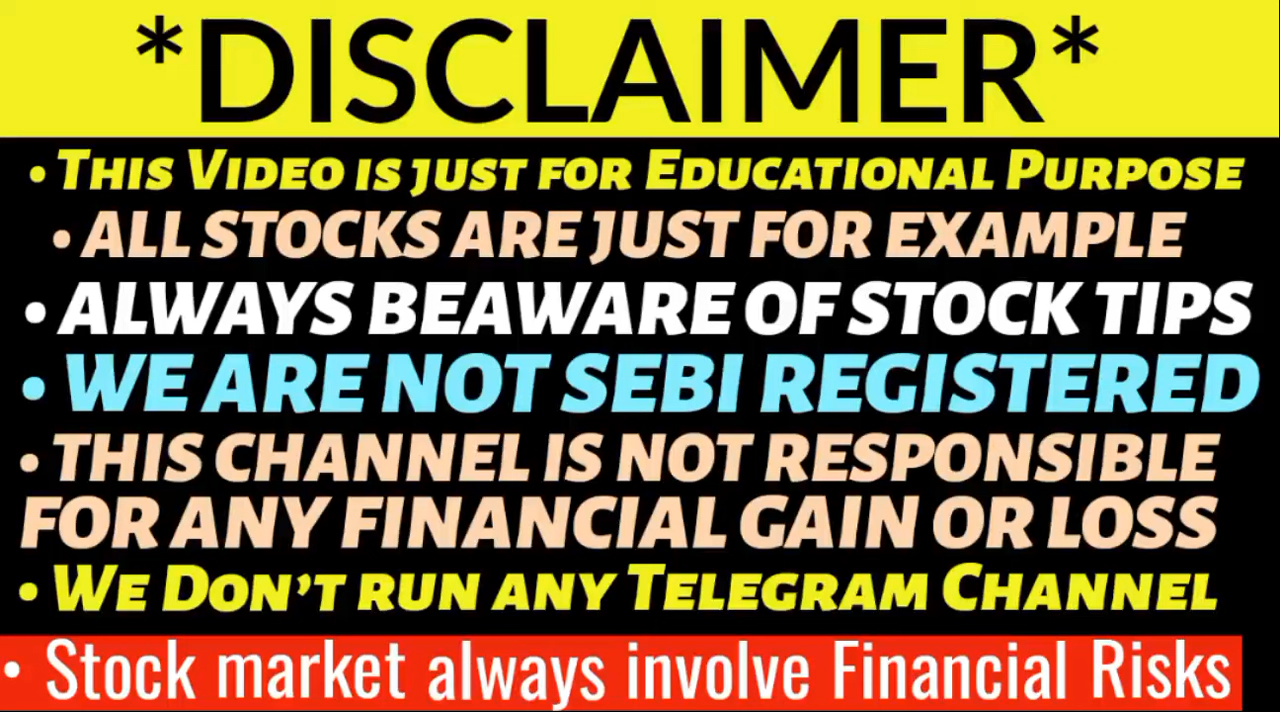 *DISCLAIMER*
• This Video is just for Educational Purpose
• ALL STOCKS ARE JUST FOR EXAMPLE
• ALWAYS BEAWARE OF STOCK TIPS
• WE ARE NOT SEBI REGISTERED
• THIS CHANNEL IS NOT RESPONSIBLE
FOR ANY FINANCIAL GAIN OR LOSS
• We Don't run any Telegram Channel
• Stock market always involve Financial Risks